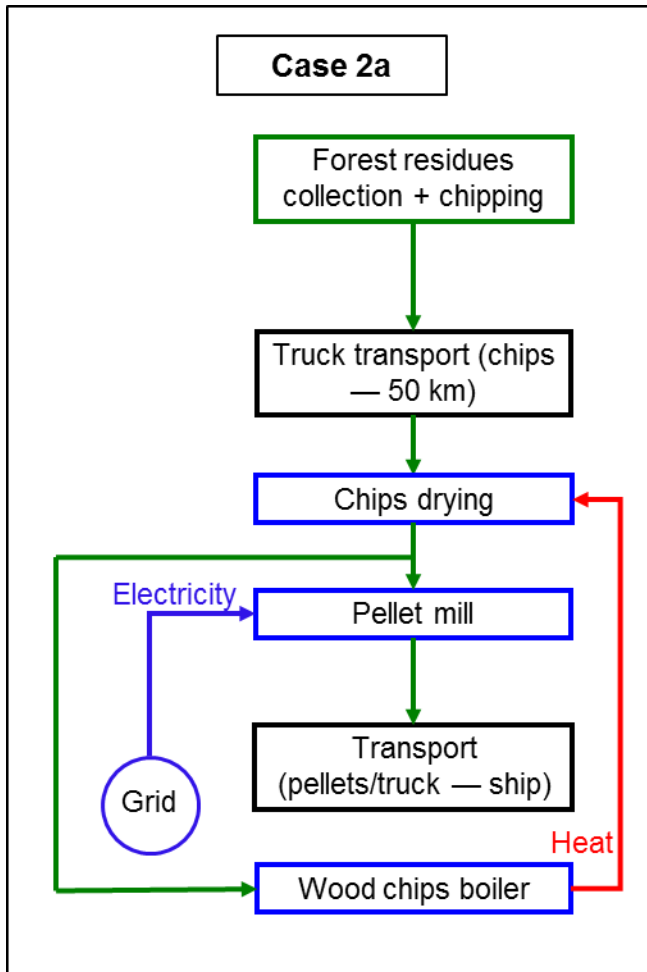 Case 2a
Forest residues
collection + chipping
Truck transport (chips
— 50 km)
Chips drying
Electricity
Pellet mill
Transport
(pellets/truck — ship)
Grid
Heat
Wood chips boiler